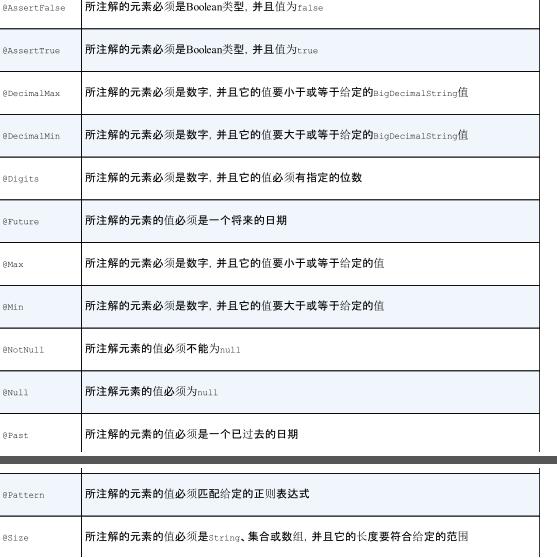 @AssertFalse 所注解的元素必须是Boolean类型，并且值为false
@AssertTrue 所注解的元素必须是Boolean类型，并且值为true
@DecimalMax 所注解的元素必须是数字，并且它的值要小于或等于给定的BigDecimalString值
@DecimalMin 所注解的元素必须是数字，并且它的值要大于或等于给定的BigDecimalString值
@Digits 所注解的元素必须是数字，并且它的值必须有指定的位数
@Future 所注解的元素的值必须是一个将来的日期
@Max 所注解的元素必须是数字，并且它的值要小于或等于给定的值
@Min 所注解的元素必须是数字，并且它的值要大于或等于给定的值
@NotNull 所注解元素的值必须不能为null
@Null 所注解元素的值必须为null
@Past 所注解的元素的值必须是一个已过去的日期
@Pattern 所注解的元素的值必须匹配给定的正则表达式
@Size 所注解的元素的值必须是String、集合或数组，并且它的长度要符合给定的范围